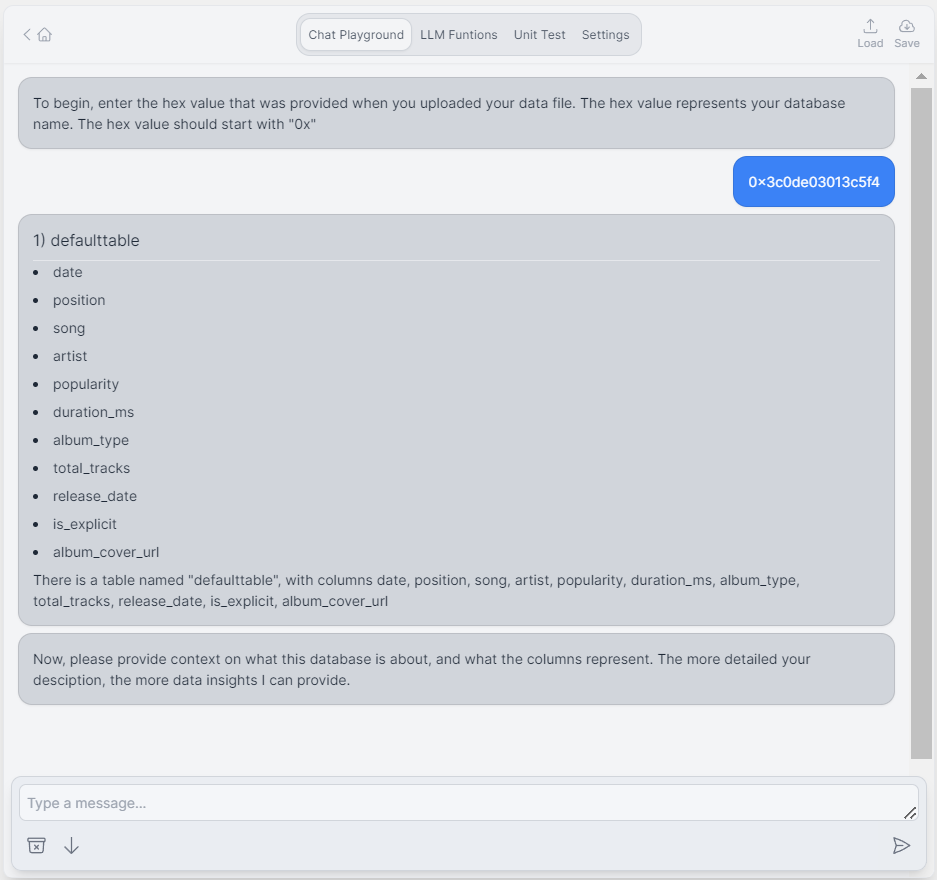 Chat Playground LLM Funtions Unit Test Settings Load Save
To begin, enter the hex value that was provided when you uploaded your data file. The hex value represents your database
name. The hex value should start with "0x"
0x3c0de03013c5f4
1) defaulttable
date
position
song
artist
popularity
duration_ms
album_type
total_tracks
release_date
is_explicit
album_cover_url
There is a table named "defaulttable", with columns date, position, song, artist, popularity, duration_ms, album_type,
total_tracks, release_date, is_explicit, album_cover_url
Now, please provide context on what this database is about, and what the columns represent. The more detailed your
desciption, the more data insights I can provide.
Type a message...